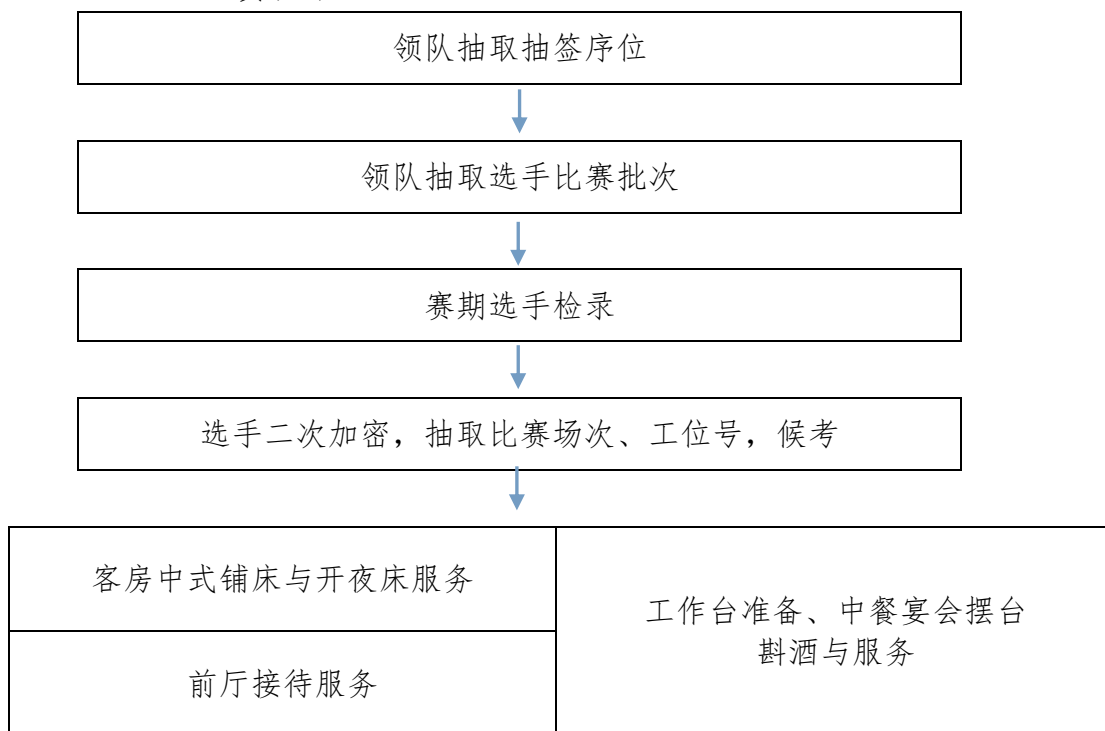 领队抽取抽签序位
领队抽取选手比赛批次
赛期选手检录
选手二次加密，抽取比赛场次、工位号，候考
客房中式铺床与开夜床服务
前厅接待服务
工作台准备、中餐宴会摆台
斟酒与服务